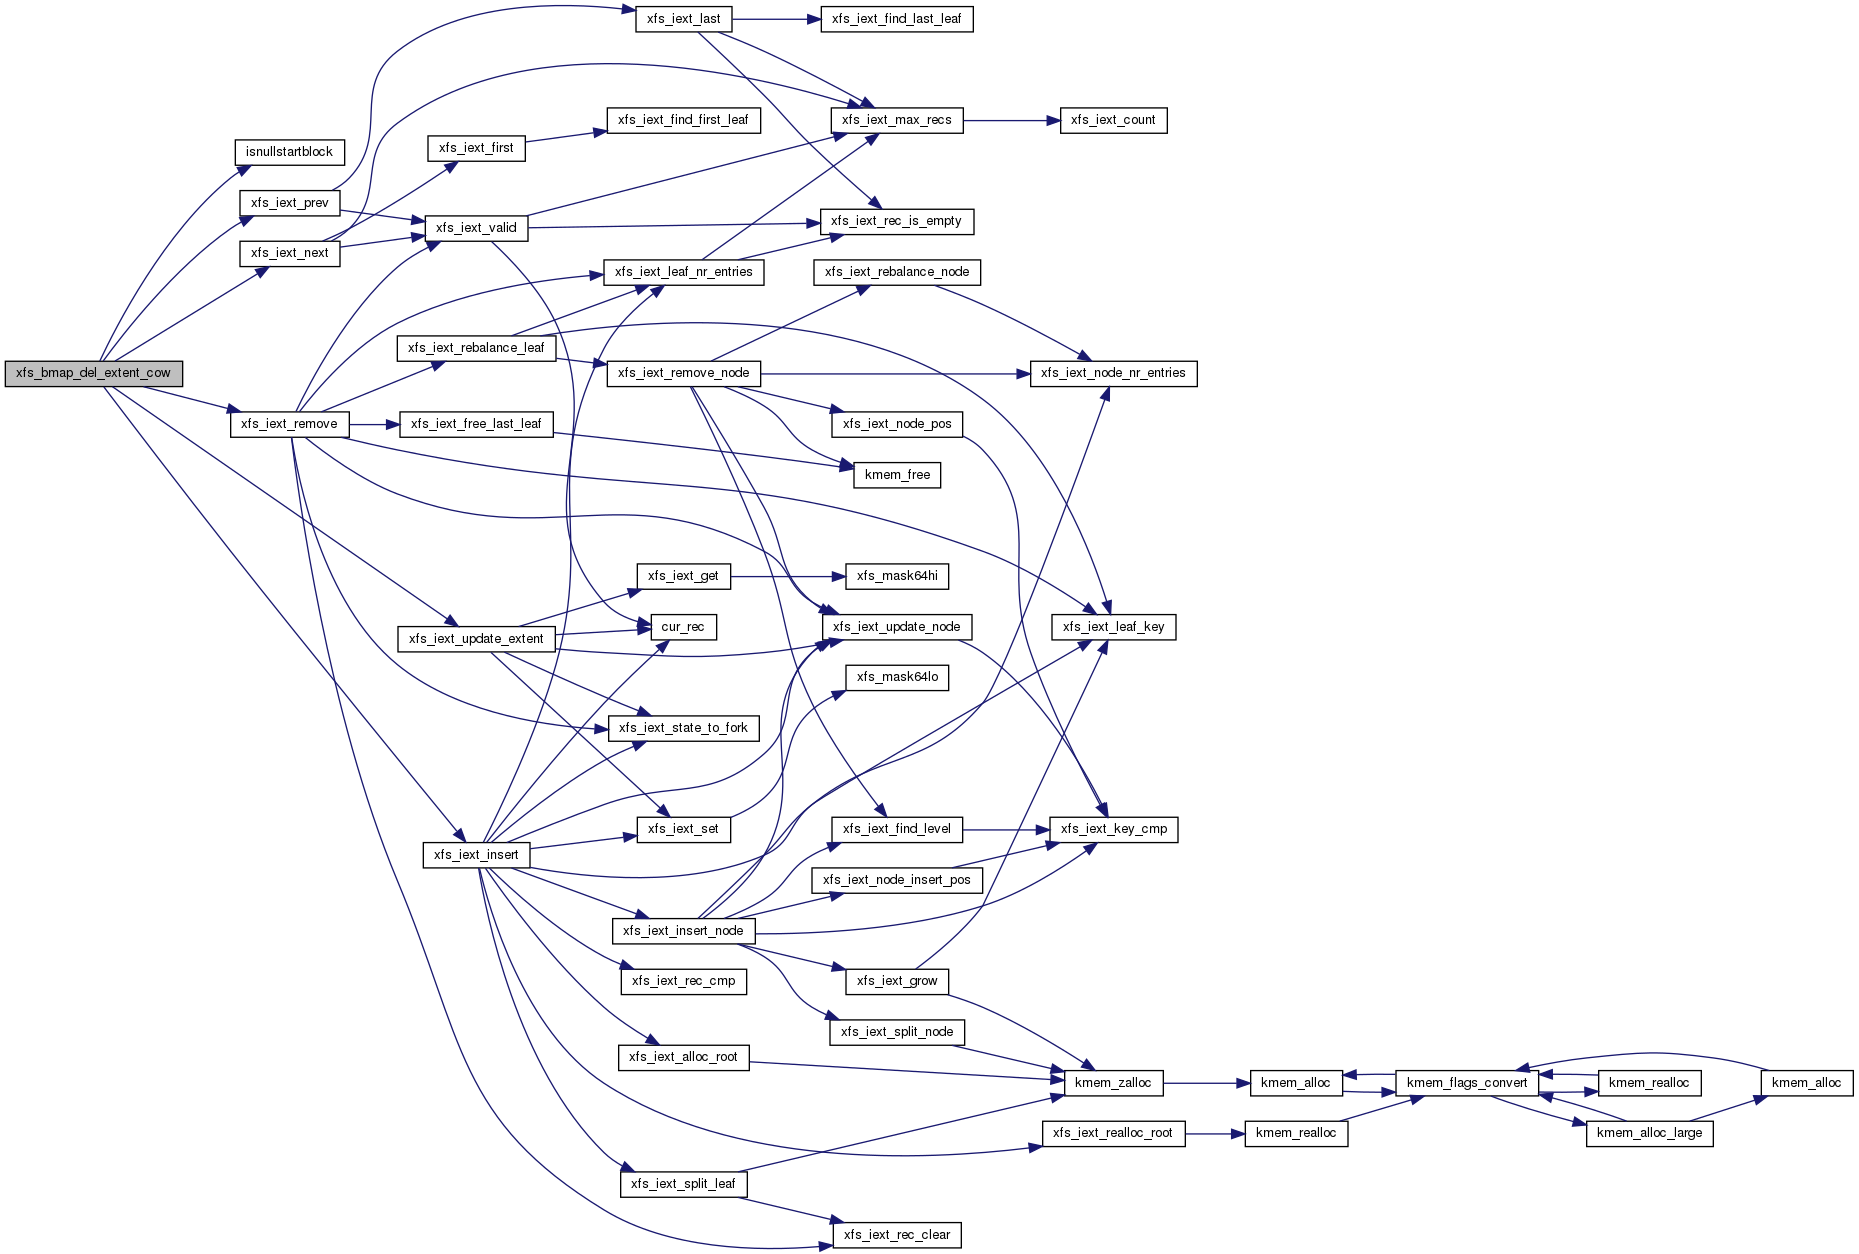 xfs_bmap_del_extent_cow
isnullstartblock
xfs_iext_prev
xfs_iext_next
xfs_iext_remove
xfs_iext_first
xfs_iext_valid
xfs_iext_rebalance_leaf
xfs_iext_free_last_leaf
xfs_iext_update_extent
xfs_iext_insert
xfs_iext_last
xfs_iext_find_first_leaf
xfs_iext_leaf_nr_entries
xfs_iext_remove_node
xfs_iext_get
cur_rec
xfs_iext_state_to_fork
xfs_iext_set
xfs_iext_insert_node
xfs_iext_rec_cmp
xfs_iext_alloc_root
xfs_iext_split_leaf
xfs_iext_find_last_leaf
xfs_iext_max_recs
xfs_iext_rec_is_empty
xfs_iext_rebalance_node
xfs_iext_node_pos
kmem_free
xfs_mask64hi
xfs_iext_update_node
xfs_mask64lo
xfs_iext_find_level
xfs_iext_node_insert_pos
xfs_iext_grow
xfs_iext_split_node
xfs_iext_rec_clear
xfs_iext_count
xfs_iext_node_nr_entries
xfs_iext_leaf_key
xfs_iext_key_cmp
kmem_zalloc
xfs_iext_realloc_root
kmem_alloc
kmem_realloc
kmem_flags_convert
kmem_realloc
kmem_alloc_large
kmem_alloc